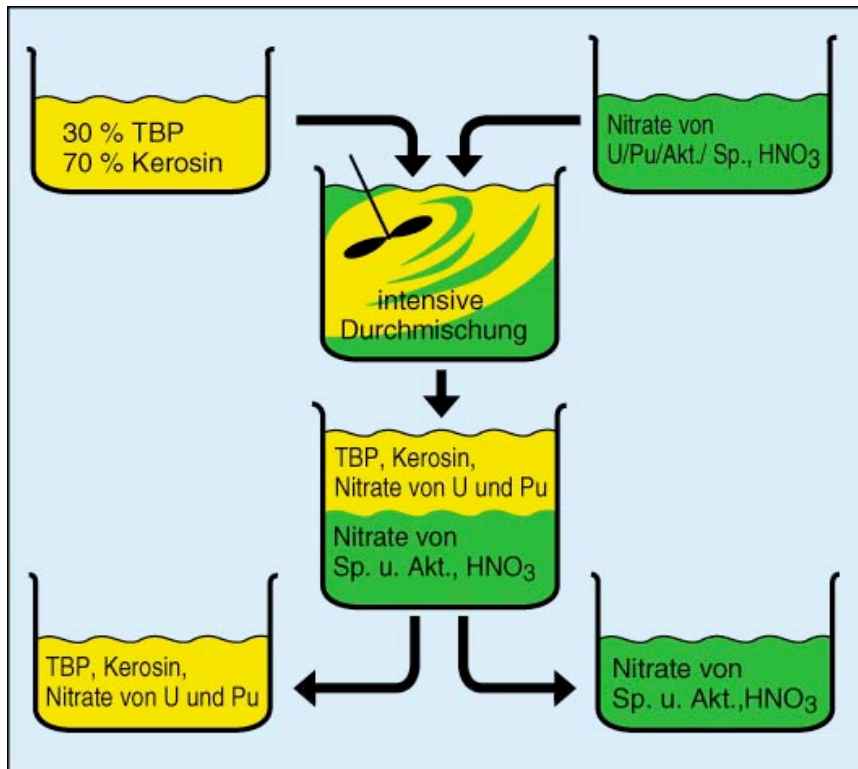 30 % TBP
70 % Kerosin
Nitrate von
U/Pu/Akt./ Sp., HNO₃
intensive
Durchmischung
TBP, Kerosin,
Nitrate von U und Pu
Nitrate von
Sp. u. Akt., HNO₃
TBP, Kerosin,
Nitrate von U und Pu
Nitrate von
Sp. u. Akt.,HNO₃